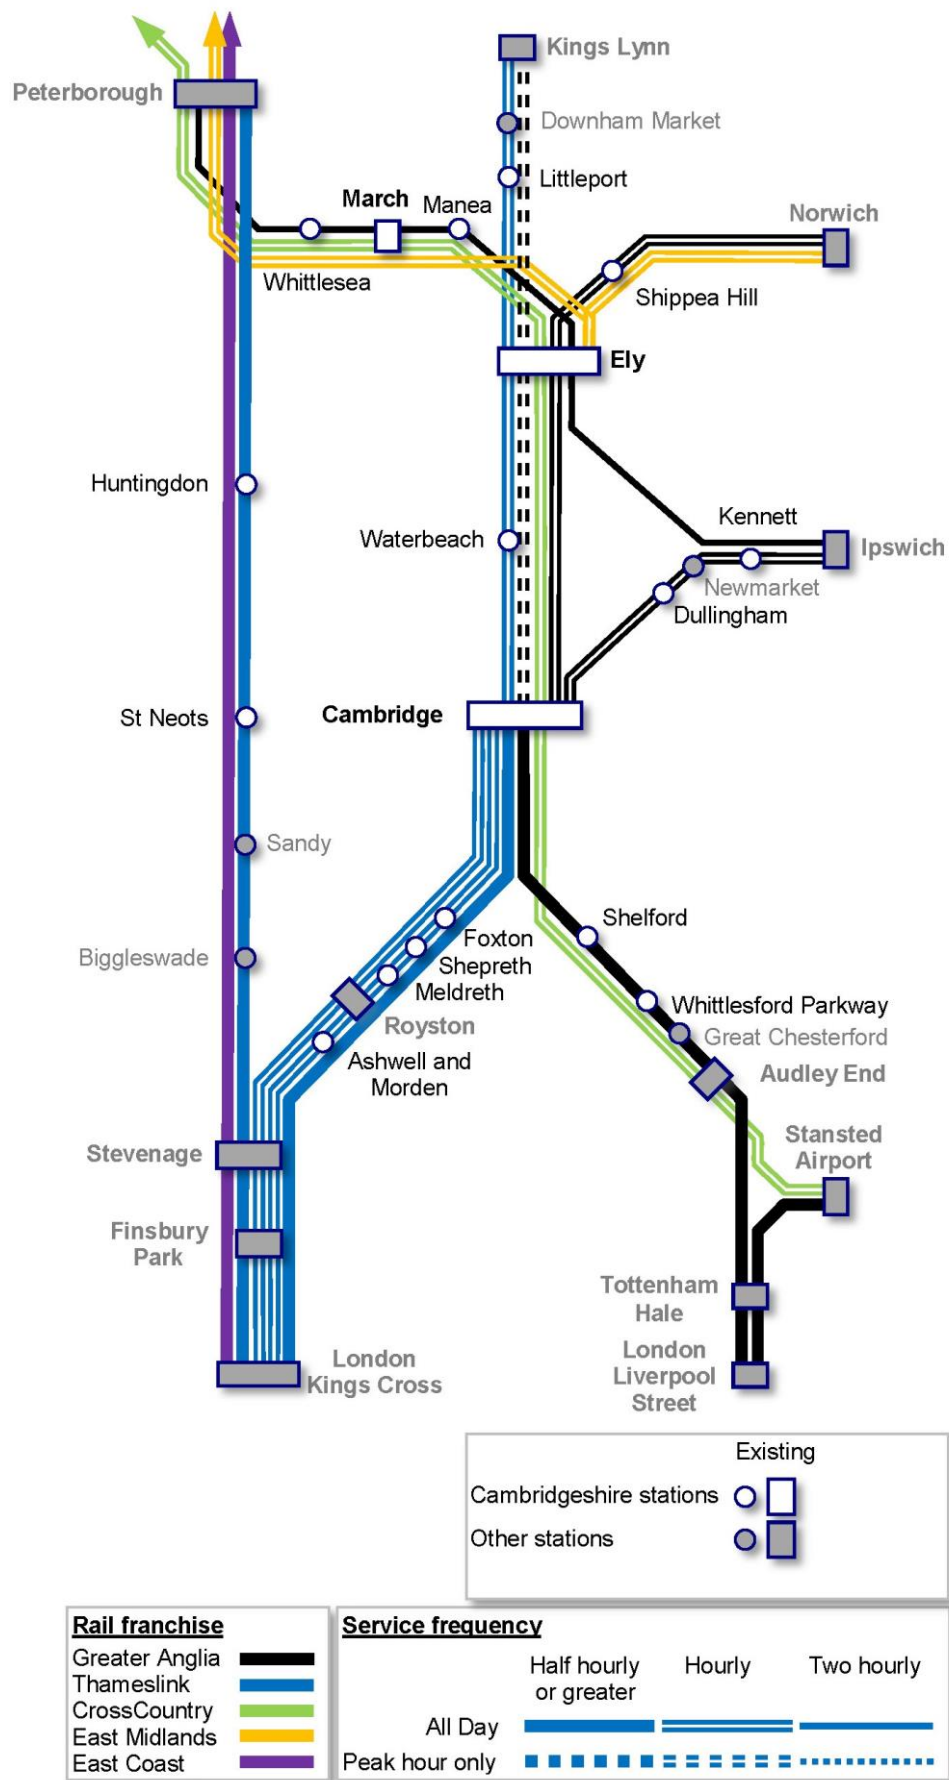 Kings Lynn
Peterborough
Downham Market
Littleport
March
Manea
Norwich
Whittlesea
Shippea Hill
Ely
Huntingdon
Kennett
Waterbeach
Ipswich
Newmarket
Dullingham
Cambridge
St Neots
Sandy
Shelford
Foxton
Biggleswade
Shepreth
Meldreth
Whittlesford Parkway
Royston
Great Chesterford
Ashwell and
Morden
Audley End
Stevenage
Stansted
Airport
Finsbury
Park
Tottenham
Hale
London
Kings Cross
London
Liverpool
Street
Existing
Cambridgeshire stations
Other stations
Rail franchise
Greater Anglia
Thameslink
CrossCountry
East Midlands
East Coast
Service frequency
Half hourly
or greater
Hourly
Two hourly
All Day
Peak hour only